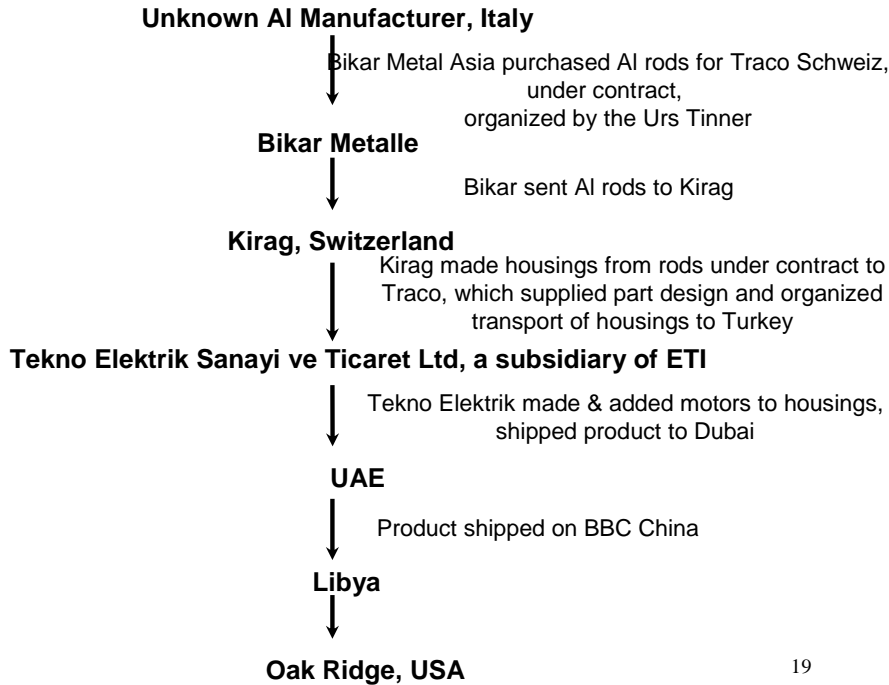 Unknown Al Manufacturer, Italy
Bikar Metal Asia purchased Al rods for Traco Schweiz,
under contract,
organized by the Urs Tinner
Bikar Metalle
Bikar sent Al rods to Kirag
Kirag, Switzerland
Kirag made housings from rods under contract to
Traco, which supplied part design and organized
transport of housings to Turkey
Tekno Elektrik Sanayi ve Ticaret Ltd, a subsidiary of ETI
Tekno Elektrik made & added motors to housings,
shipped product to Dubai
UAE
Product shipped on BBC China
Libya
Oak Ridge, USA
19